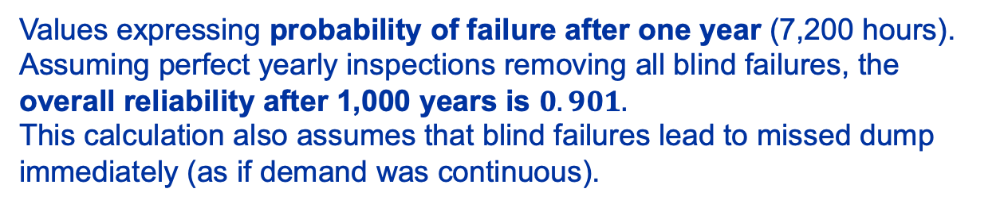 Values expressing probability of failure after one year (7,200 hours).
Assuming perfect yearly inspections removing all blind failures, the
overall reliability after 1,000 years is 0.901.
This calculation also assumes that blind failures lead to missed dump
immediately (as if demand was continuous).